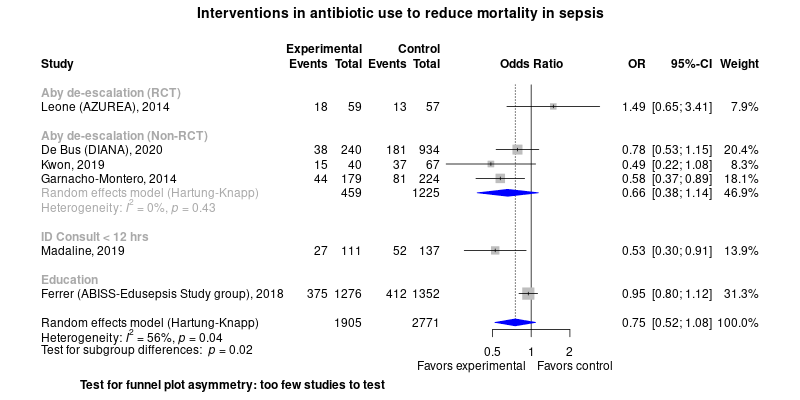 Interventions in antibiotic use to reduce mortality in sepsis
Experimental Control
Study Events Total Events Total Odds Ratio OR 95%-CI Weight
Aby de-escalation (RCT)
Leone (AZUREA), 2014 18 59 13 57 1.49 [0.65; 3.41] 7.9%
Aby de-escalation (Non-RCT)
De Bus (DIANA), 2020 38 240 181 934 0.78 [0.53; 1.15] 20.4%
Kwon, 2019 15 40 37 67 0.49 [0.22; 1.08] 8.3%
Garnacho-Montero, 2014 44 179 81 224 0.58 [0.37; 0.89] 18.1%
Random effects model (Hartung-Knapp) 459 1225 0.66 [0.38; 1.14] 46.9%
Heterogeneity: I² = 0%, p = 0.43
ID Consult < 12 hrs
Madaline, 2019 27 111 52 137 0.53 [0.30; 0.91] 13.9%
Education
Ferrer (ABISS-Edusepsis Study group), 2018 375 1276 412 1352 0.95 [0.80; 1.12] 31.3%
Random effects model (Hartung-Knapp) 1905 2771 0.75 [0.52; 1.08] 100.0%
Heterogeneity: I² = 56%, p = 0.04
Test for subgroup differences: p = 0.02
0.5 1 2
Favors experimental Favors control
Test for funnel plot asymmetry: too few studies to test